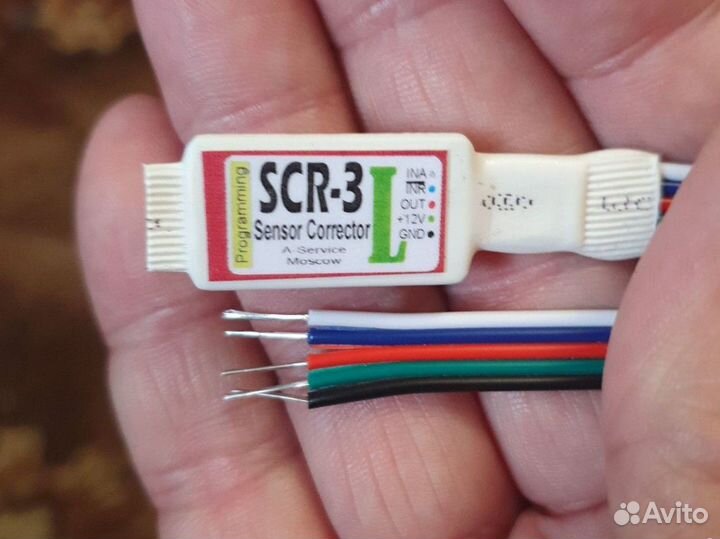 Programming
SCR-3
Sensor Corrector
A-Service
Moscow
L
INA
INR
OUT
+12V
GND
Avito